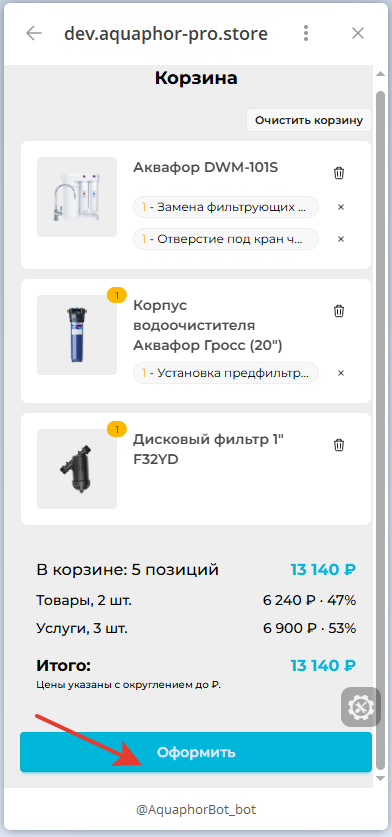 dev.aquaphor-pro.store
Корзина
Очистить корзину
Аквафор DWM-101S
1 - Замена фильтрующих ...
1 - Отверстие под кран ч...
1
Корпус
водоочистителя
Аквафор Гросс (20")
1 - Установка предфильтр...
1
Дисковый фильтр 1"
F32YD
В корзине: 5 позиций 13 140 ₽
Товары, 2 шт. 6 240 ₽ · 47%
Услуги, 3 шт. 6 900 ₽ · 53%
Итого: 13 140 ₽
Цены указаны с округлением до ₽.
Оформить
@AquaphorBot_bot